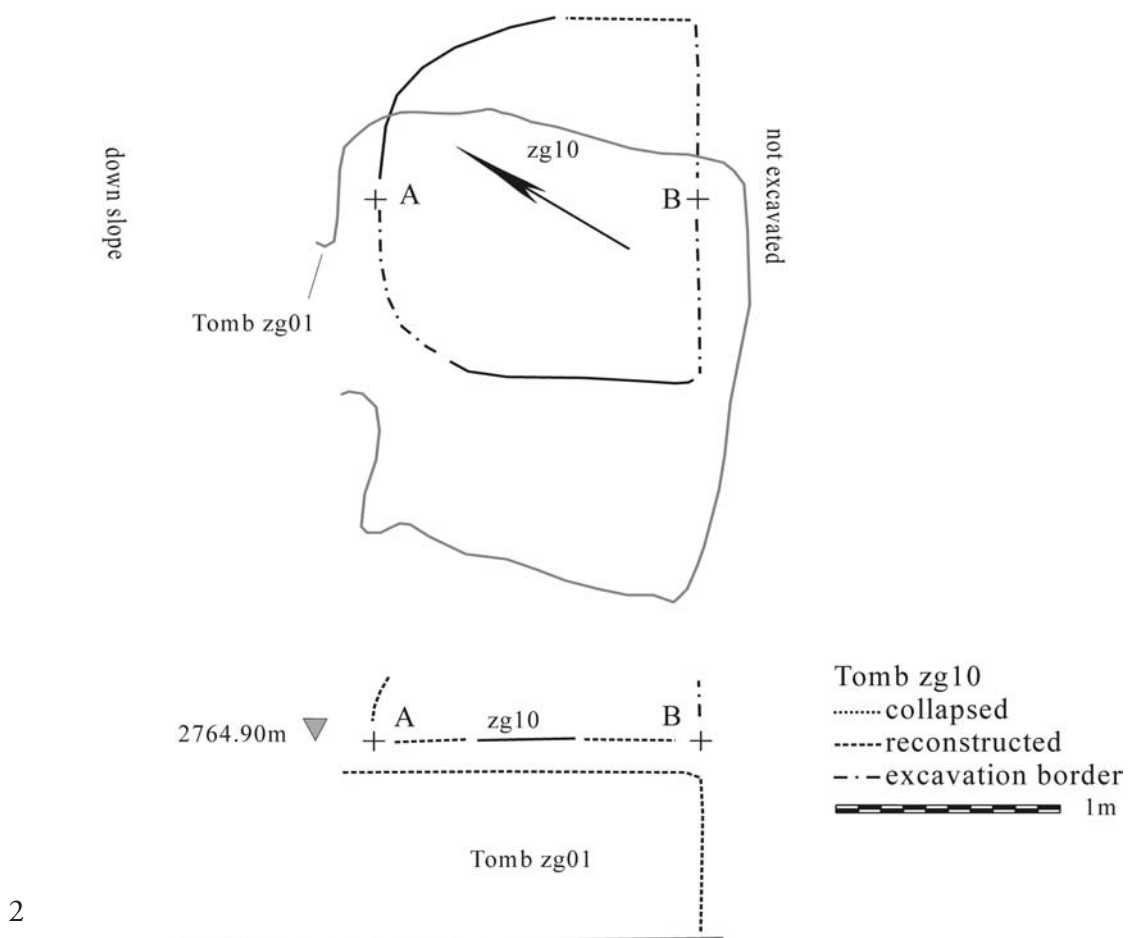 zg10
down slope
A
B
not excavated
Tomb zg01
2764.90m
A
zg10
B
Tomb zg10
collapsed
reconstructed
excavation border
1m
Tomb zg01
2